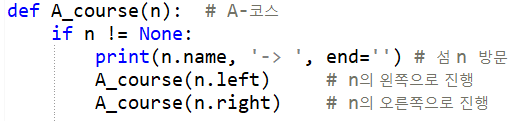 def A_course(n):  # A-코스
    if n != None:
        print(n.name, '-> ', end='') # 섬 n 방문
        A_course(n.left)     # n의 왼쪽으로 진행
        A_course(n.right)    # n의 오른쪽으로 진행